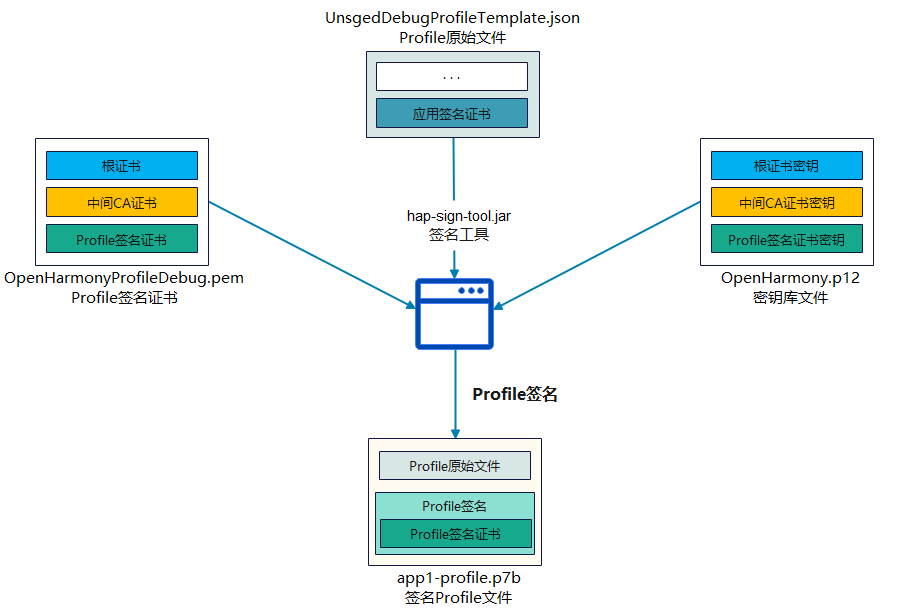 UnsgedDebugProfileTemplate.json
Profile原始文件
...
应用签名证书
根证书
中间CA证书
Profile签名证书
OpenHarmonyProfileDebug.pem
Profile签名证书
hap-sign-tool.jar
签名工具
根证书密钥
中间CA证书密钥
Profile签名证书密钥
OpenHarmony.p12
密钥库文件
Profile签名
Profile原始文件
Profile签名
Profile签名证书
app1-profile.p7b
签名Profile文件